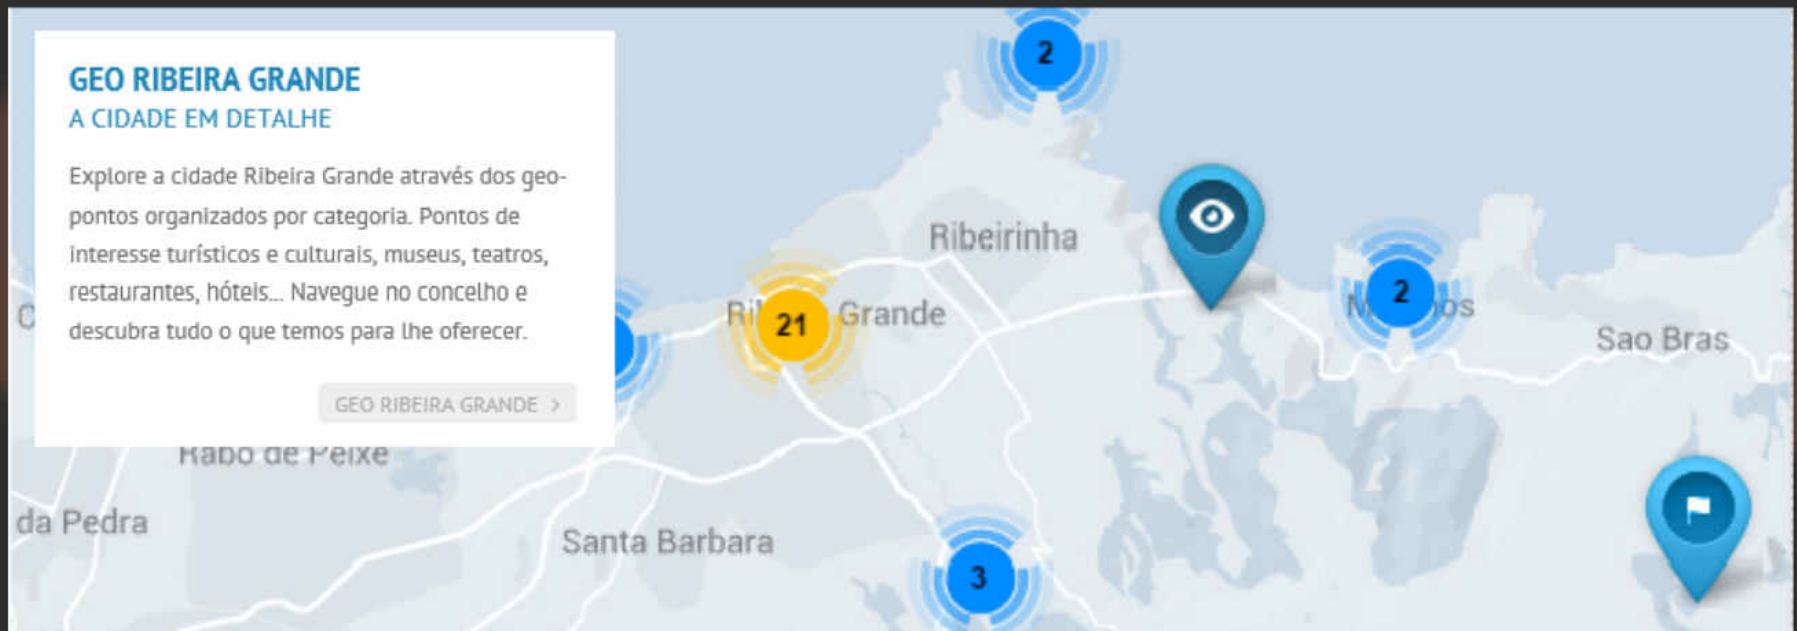 GEO RIBEIRA GRANDE
A CIDADE EM DETALHE
Explore a cidade Ribeira Grande através dos geo-
pontos organizados por categoria. Pontos de
interesse turísticos e culturais, museus, teatros,
restaurantes, hóteis... Navegue no concelho e
descubra tudo o que temos para lhe oferecer.
GEO RIBEIRA GRANDE >
2
Ribeirinha
21
Grande
2
Sao Bras
Rabo de Peixe
da Pedra
Santa Barbara
3